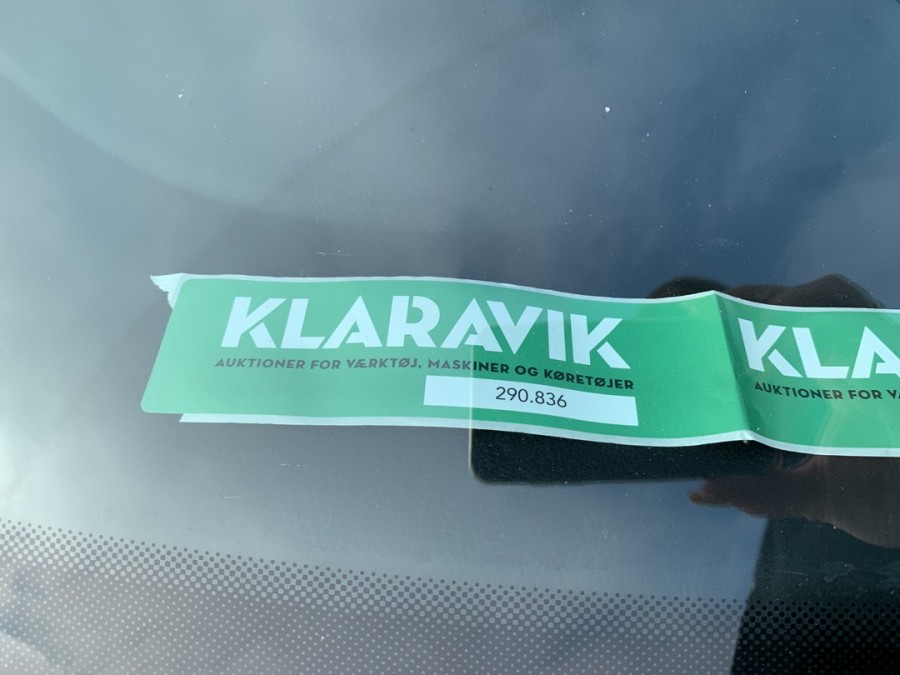 KLARAVIK
AUKTIONER FOR VÆRKTØJ, MASKINER OG KØRETØJER
290.836
KLA
AUKTIONER FOR